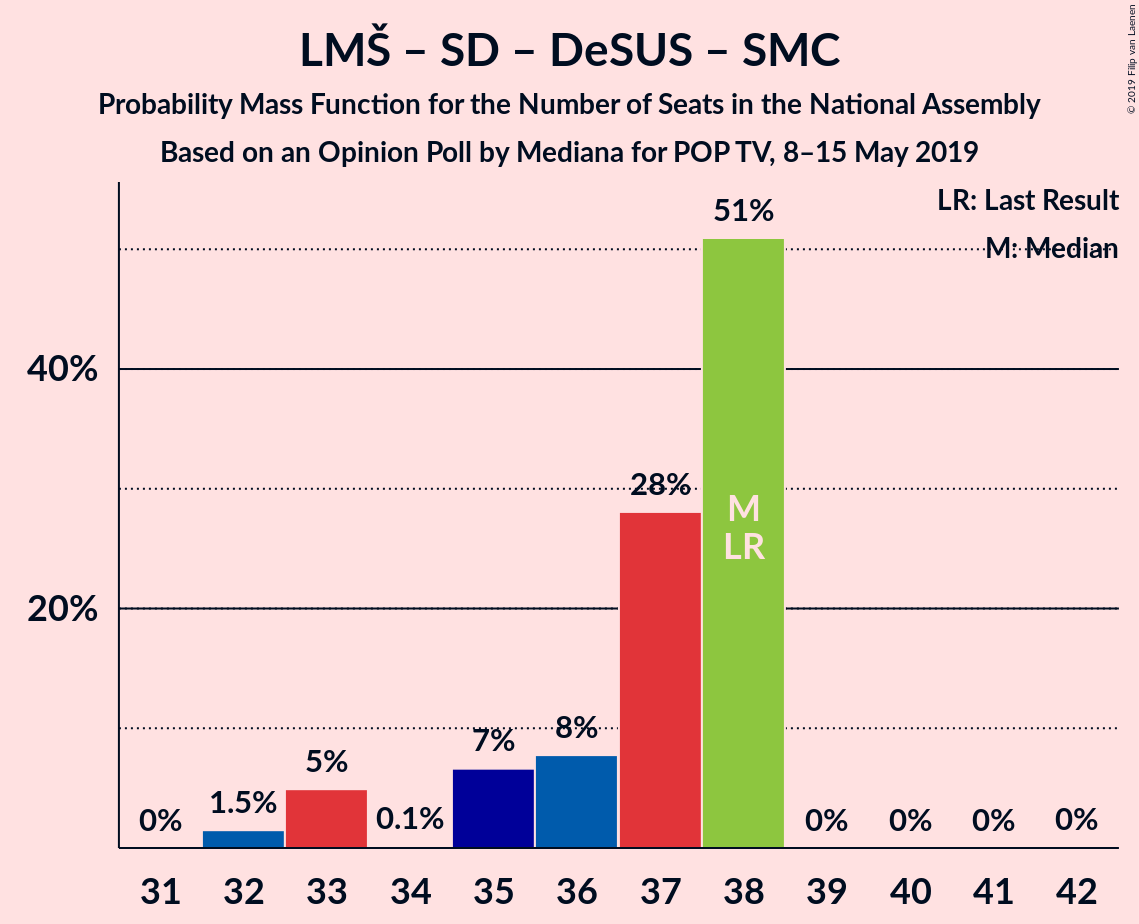 LMŠ – SD – DeSUS – SMC
Probability Mass Function for the Number of Seats in the National Assembly
Based on an Opinion Poll by Mediana for POP TV, 8–15 May 2019
© 2019 Filip van Laenen
LR: Last Result
M: Median
40%
20%
0%
1.5%
5%
0.1%
7%
8%
28%
51%
M
LR
0%
0%
0%
0%
31 32 33 34 35 36 37 38 39 40 41 42